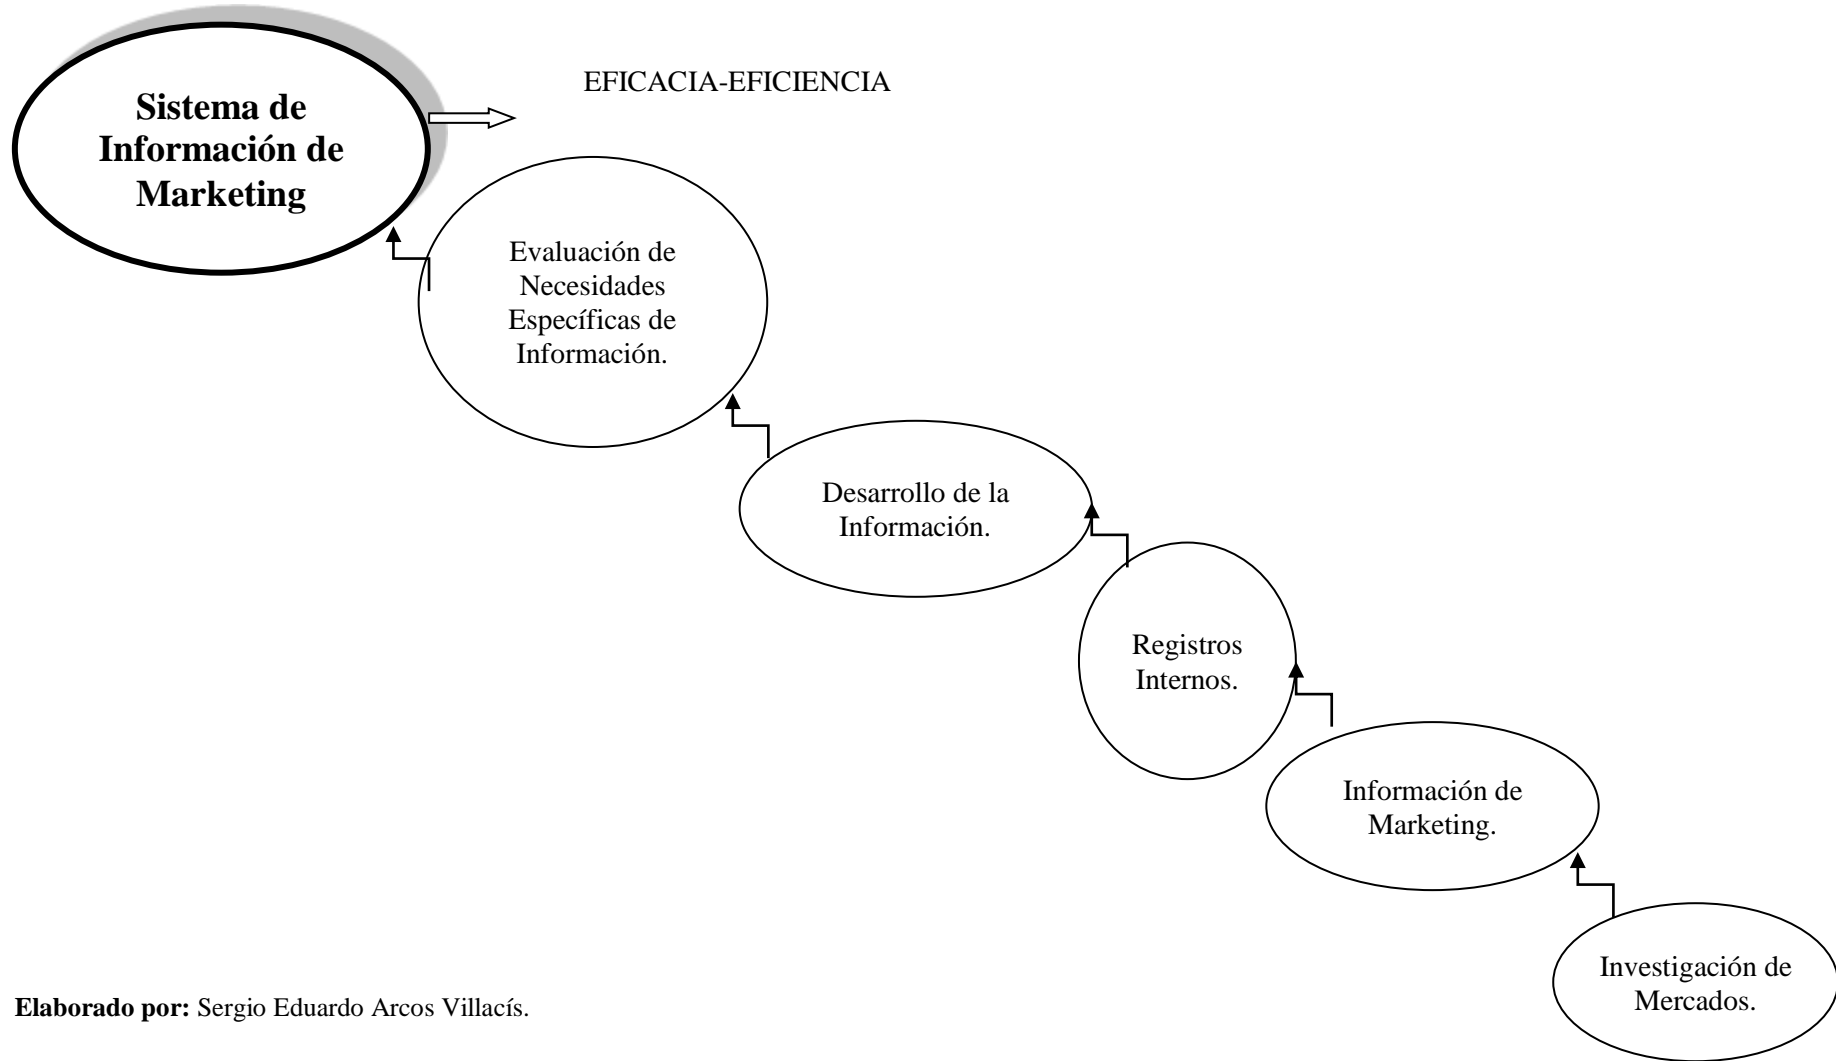 Sistema de
Información de
Marketing
EFICACIA-EFICIENCIA
Evaluación de
Necesidades
Específicas de
Información.
Desarrollo de la
Información.
Registros
Internos.
Información de
Marketing.
Investigación de
Mercados.
Elaborado por: Sergio Eduardo Arcos Villacís.